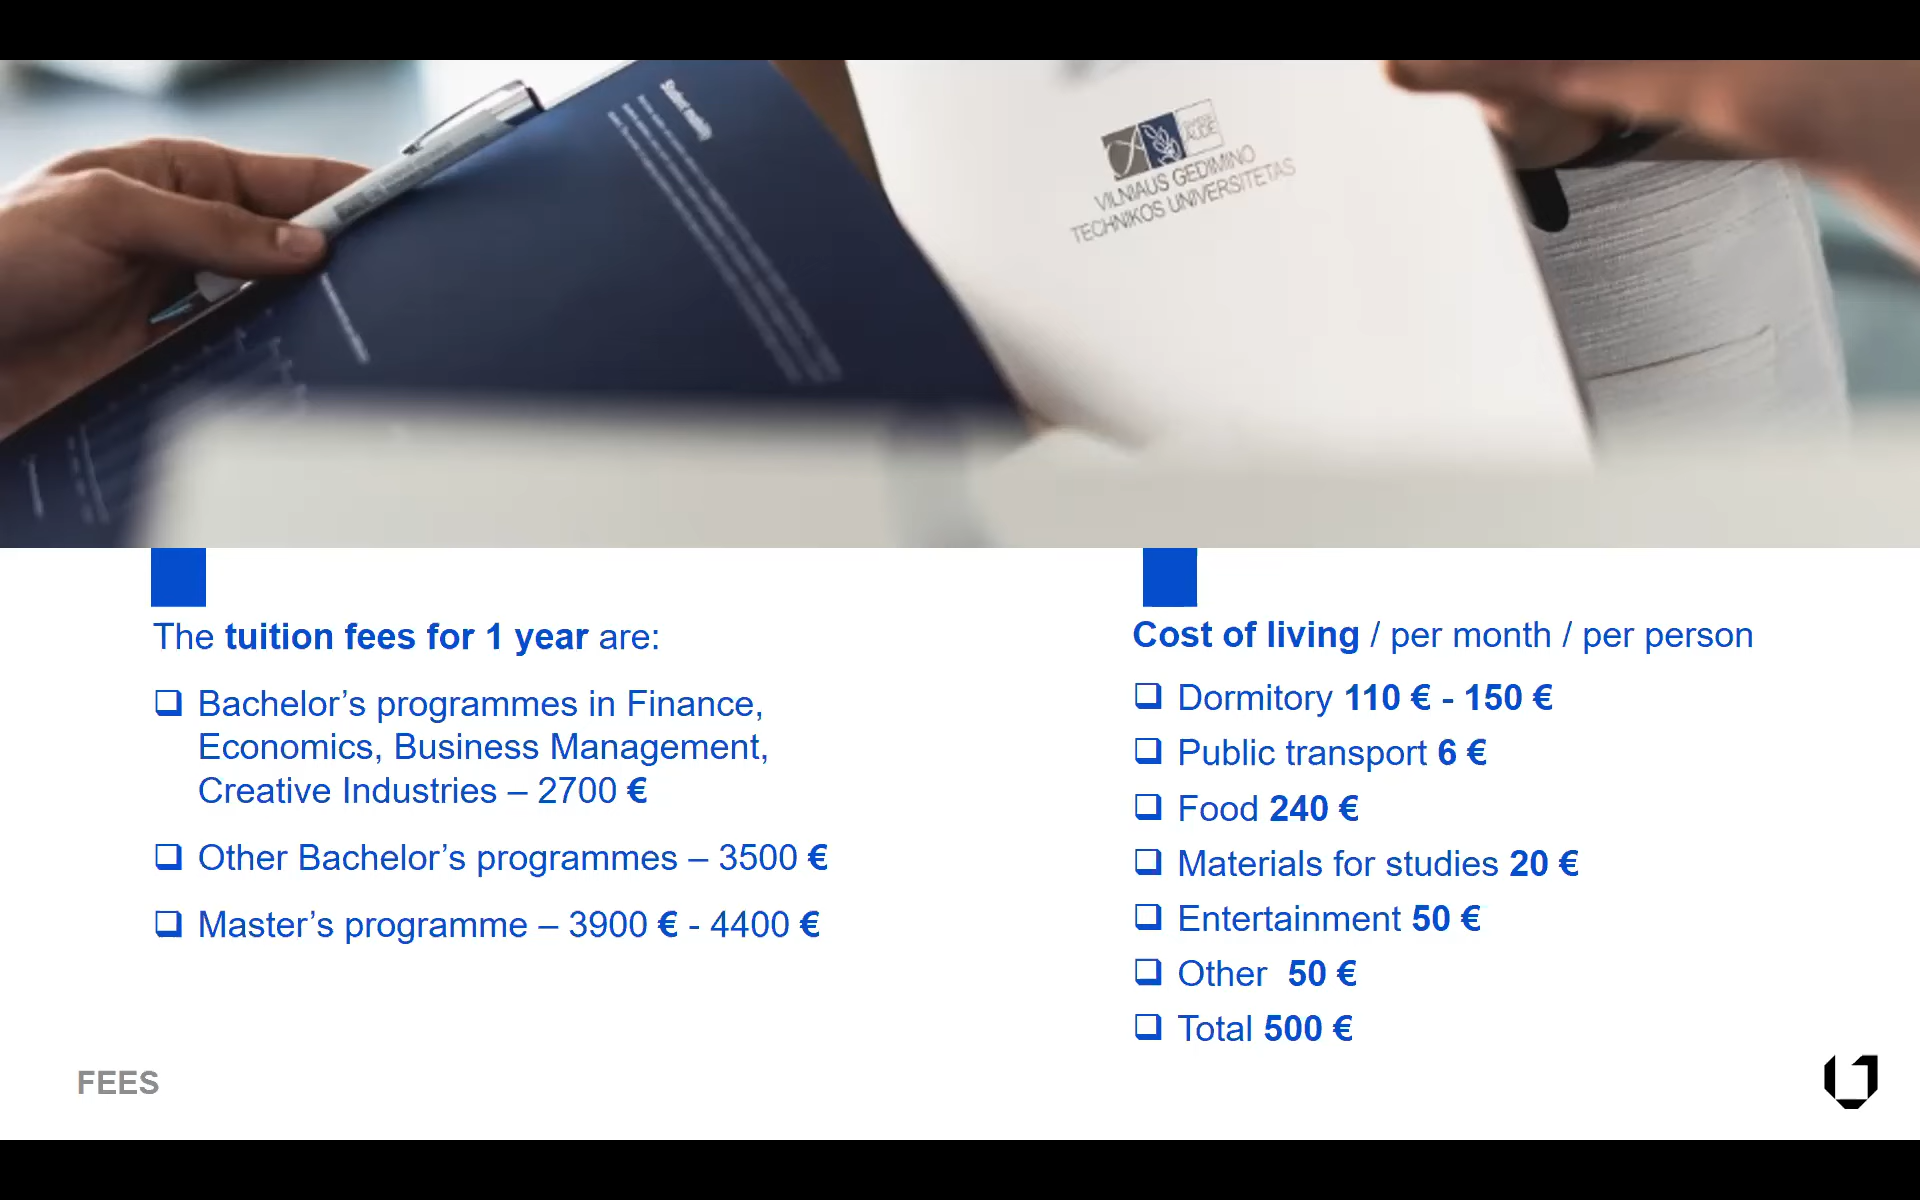 VILNIAUS GEDIMINO
TECHNIKOS UNIVERSITETAS
The tuition fees for 1 year are:
❑ Bachelor’s programmes in Finance,
Economics, Business Management,
Creative Industries – 2700 €
❑ Other Bachelor’s programmes – 3500 €
❑ Master’s programme – 3900 € - 4400 €
Cost of living / per month / per person
❑ Dormitory 110 € - 150 €
❑ Public transport 6 €
❑ Food 240 €
❑ Materials for studies 20 €
❑ Entertainment 50 €
❑ Other 50 €
❑ Total 500 €
FEES